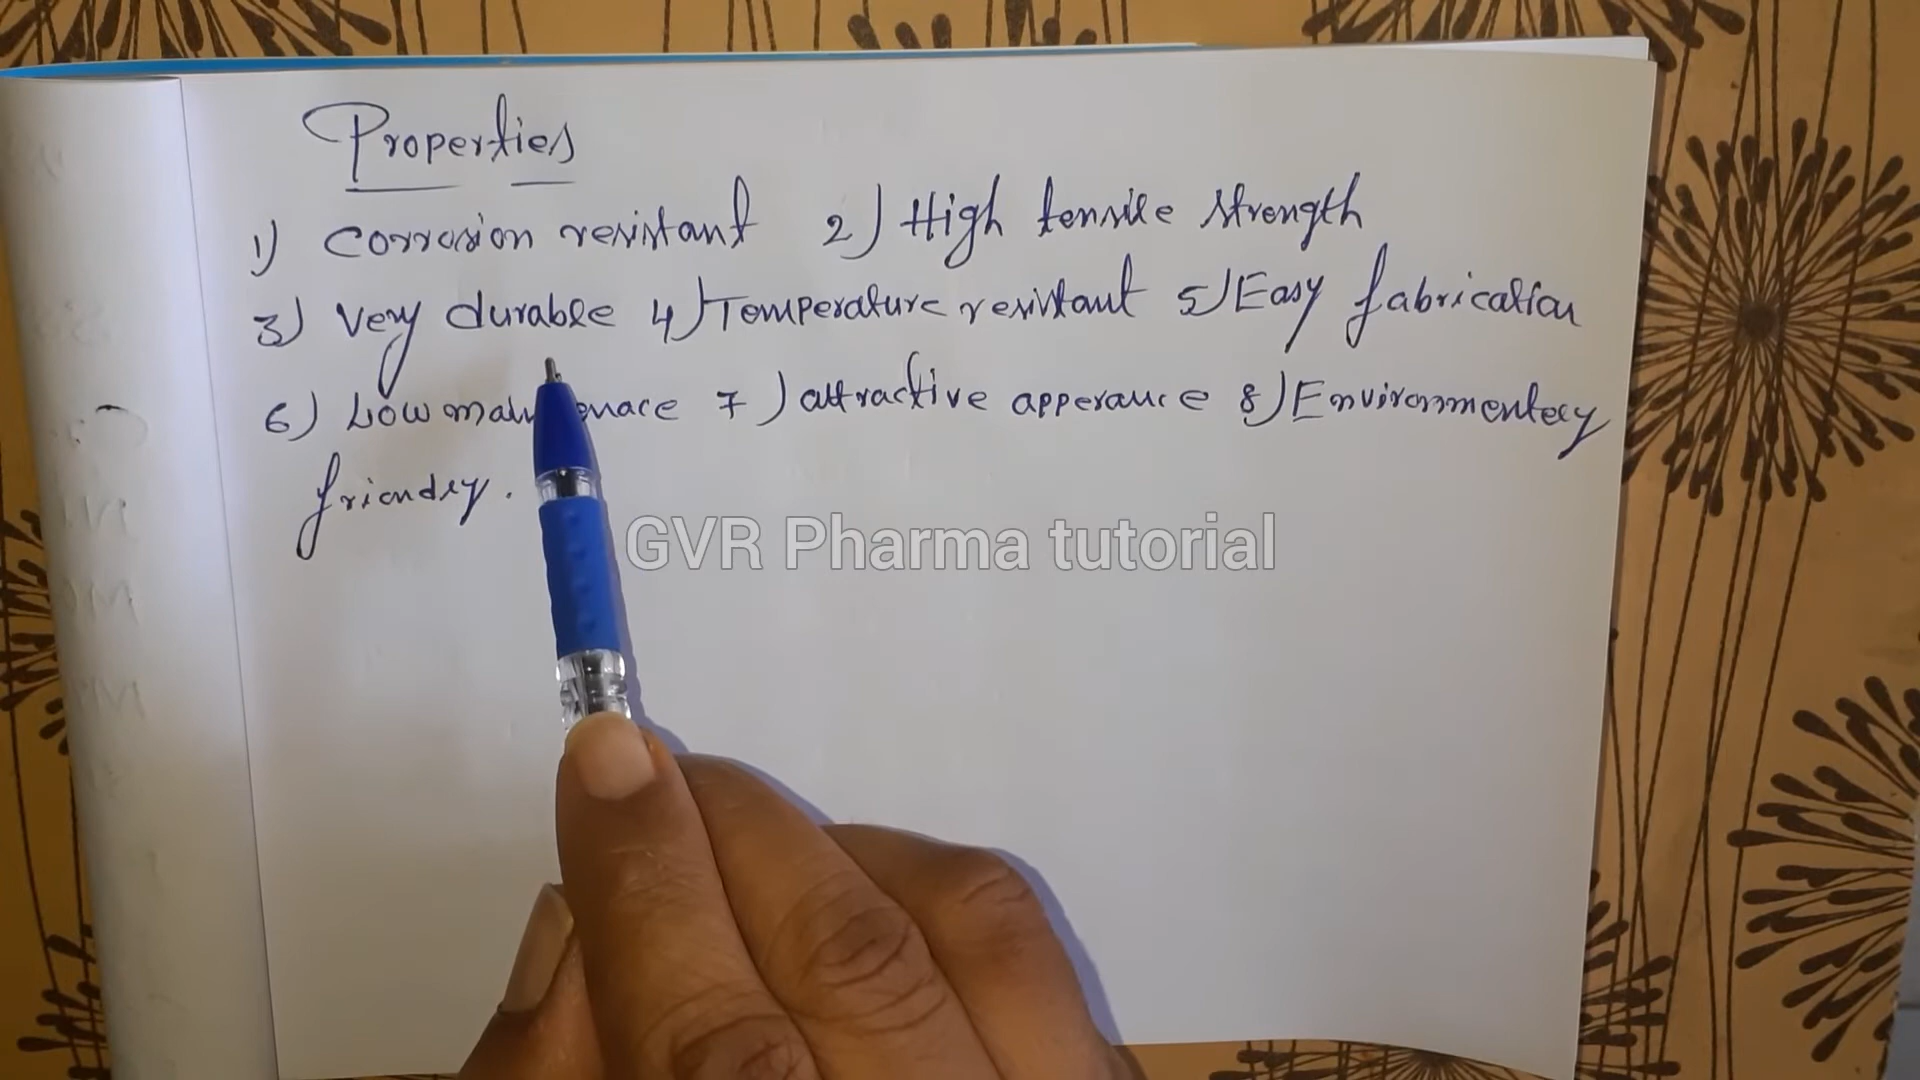 Properties
1) Corrosion resistant 2) High tensile strength
3) Very durable 4) Temperature resistant 5) Easy fabrication
6) Low 7) attractive apperance 8) Environmentely
friendly.
GVR Pharma tutorial